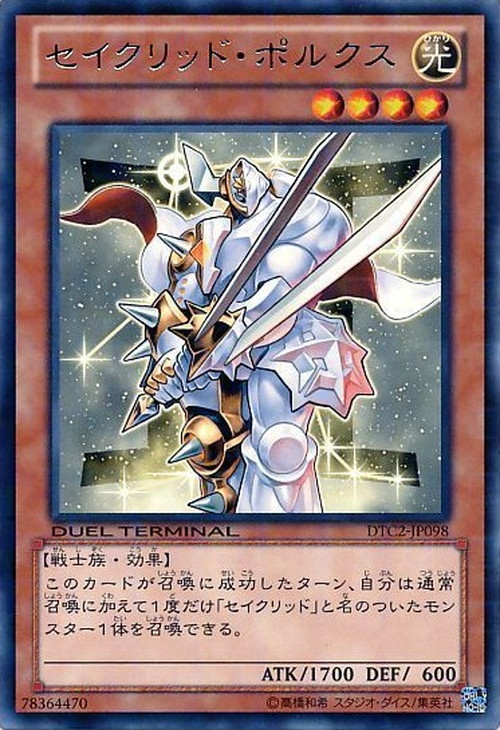 セイクリッド・ポルクス
光
DUEL TERMINAL
DTC2-JP098
【戦士族・効果】
このカードが召喚に成功したターン、自分は通常
召喚に加えて1度だけ「セイクリッド」と名のついたモン
スター1体を召喚できる。
ATK/1700 DEF/ 600
78364470
©高橋和希 スタジオ・ダイス/集英社